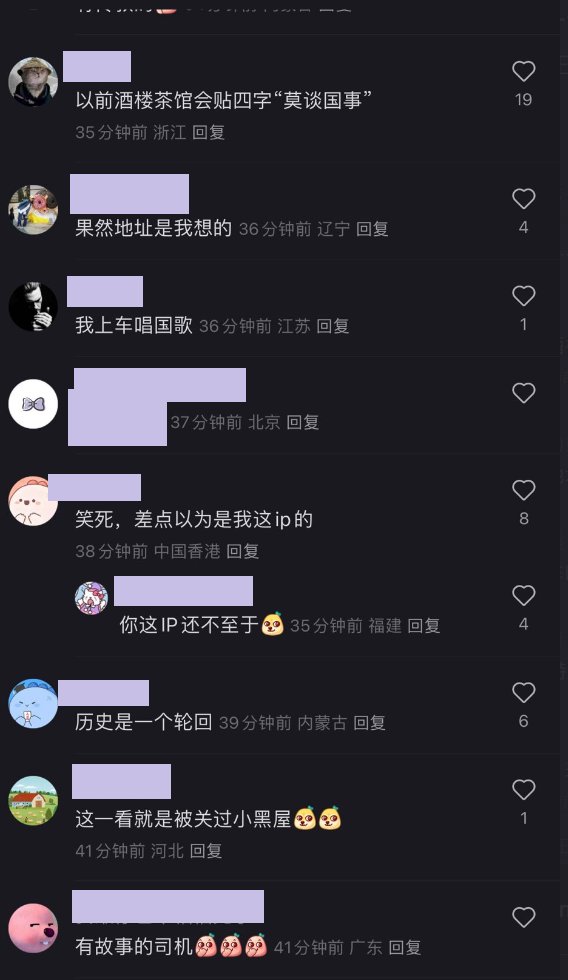 以前酒楼茶馆会贴四字“莫谈国事”
19
35分钟前 浙江 回复
果然地址是我想的 36分钟前 辽宁 回复
4
我上车唱国歌 36分钟前 江苏 回复
1
37分钟前 北京 回复
笑死，差点以为是我这ip的
8
38分钟前 中国香港 回复
你这IP还不至于 35分钟前 福建 回复
4
历史是一个轮回 39分钟前 内蒙古 回复
6
这一看就是被关过小黑屋
1
41分钟前 河北 回复
有故事的司机 41分钟前 广东 回复